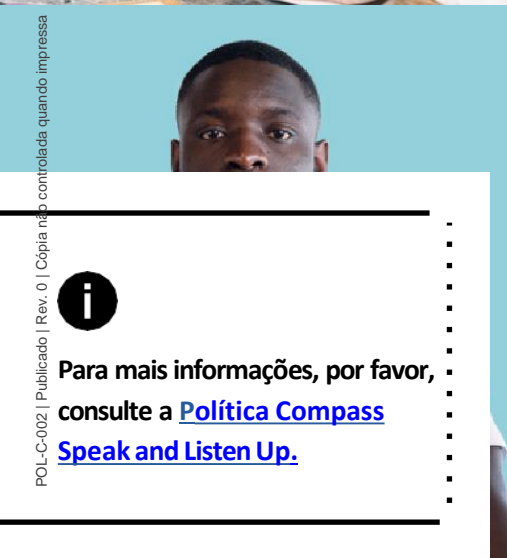 POL-C-002 | Publicado | Rev. 0 | Cópia não controlada quando impressa
i
Para mais informações, por favor,
consulte a Política Compass
Speak and Listen Up.